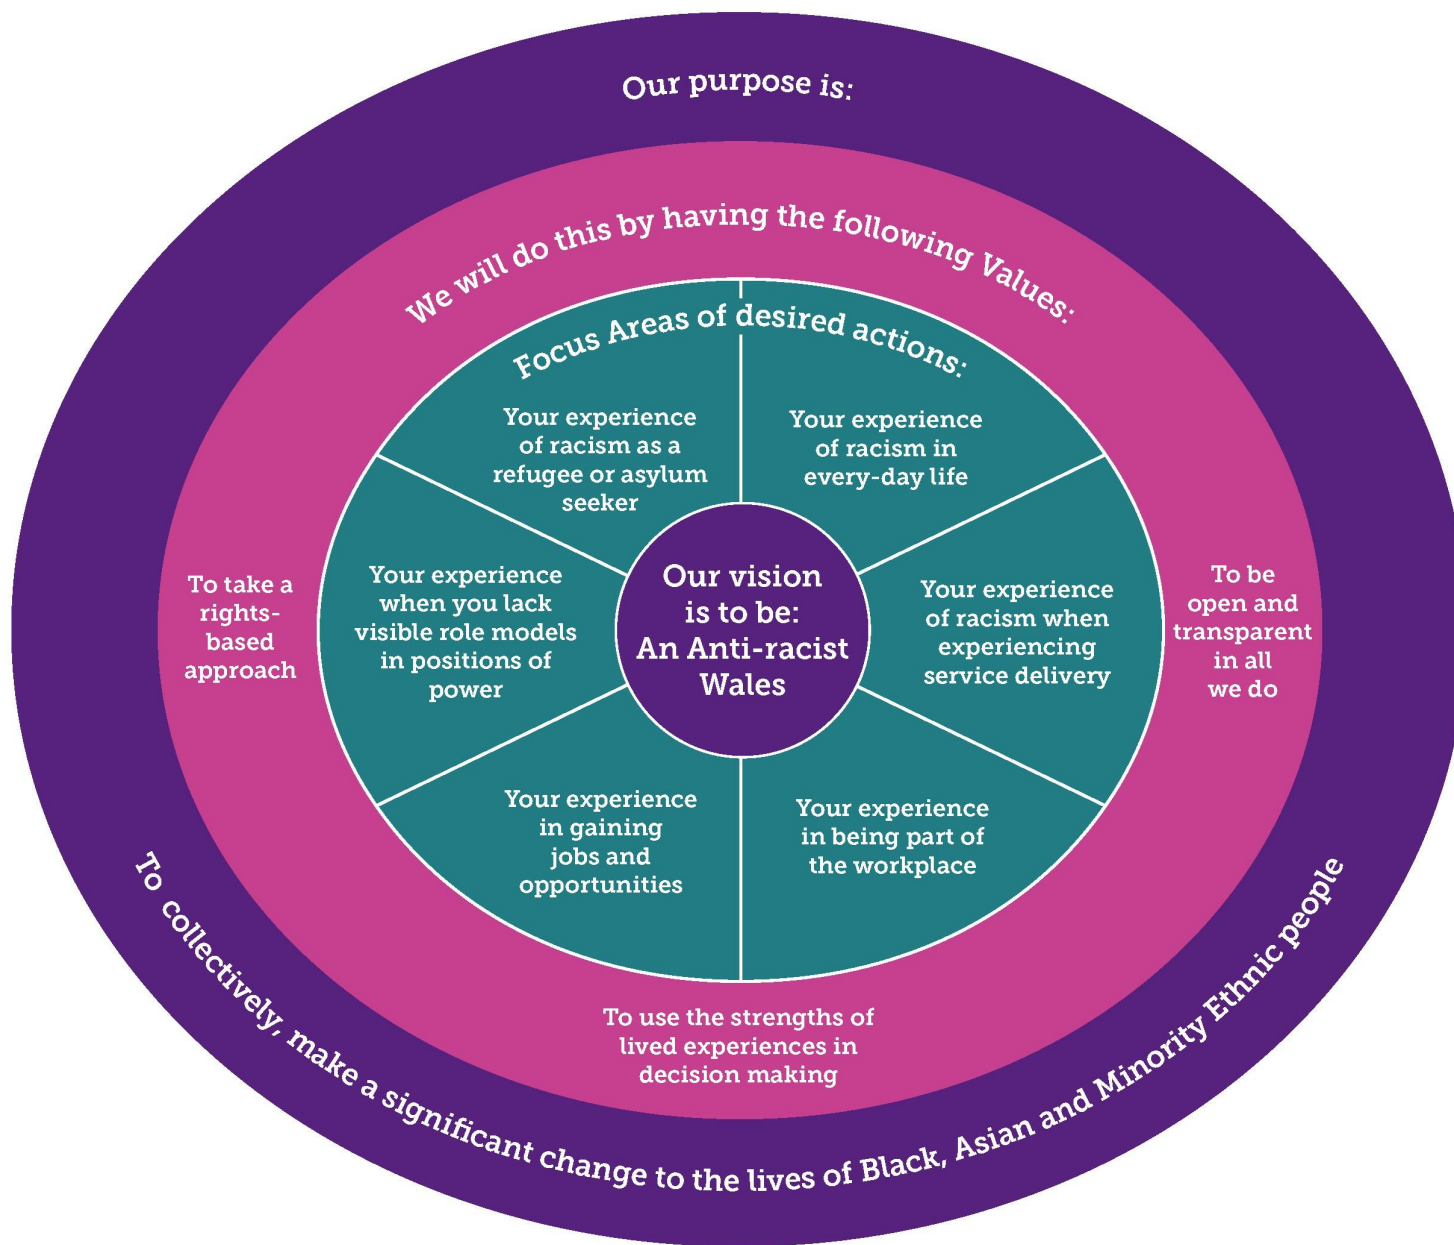 Our purpose is:
We will do this by having the following Values:
Focus Areas of desired actions:
Your experience
of racism as a
refugee or asylum
seeker
Your experience
of racism in
every-day life
Your experience
when you lack
visible role models
in positions of
power
Our vision
is to be:
An Anti-racist
Wales
Your experience
of racism when
experiencing
service delivery
To take a
rights-
based
approach
To be
open and
transparent
in all
we do
Your experience
in gaining
jobs and
opportunities
Your experience
in being part of
the workplace
To use the strengths of
lived experiences in
decision making
To collectively, make a significant change to the lives of Black, Asian and Minority Ethnic people